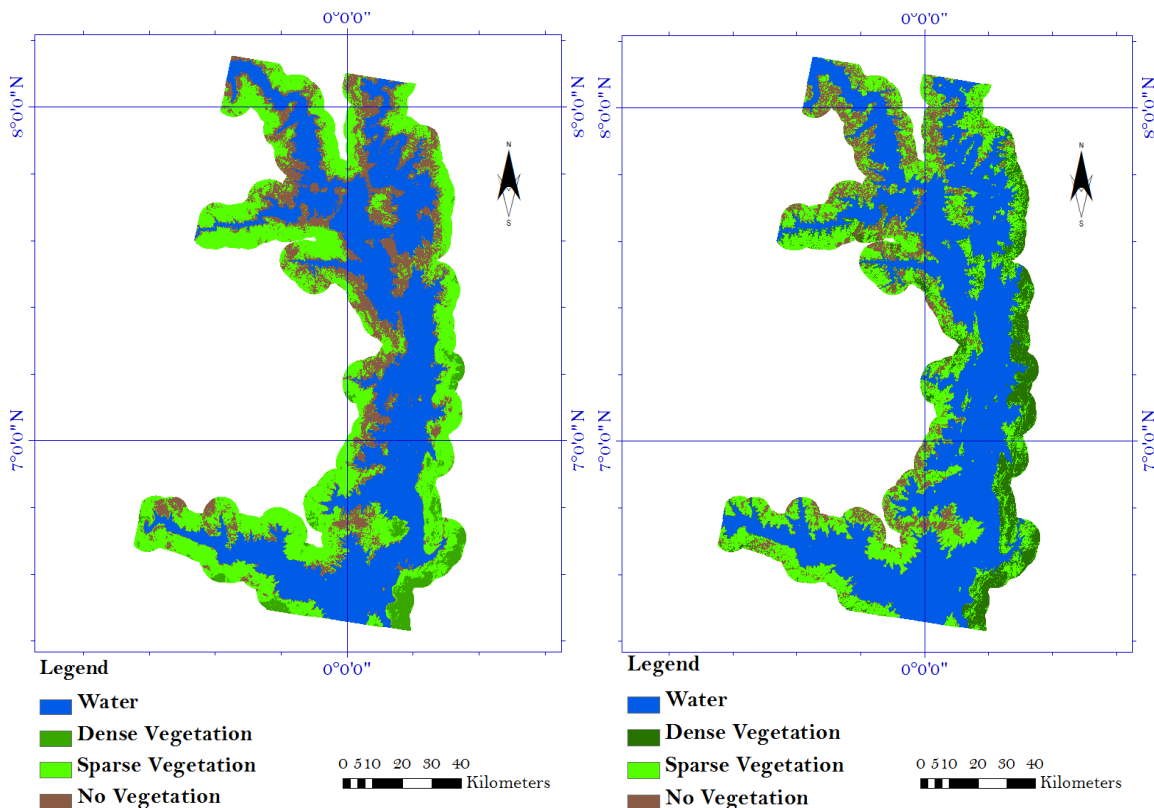 0°0'0"
8°0'0"N
8°0'0"N
N
S
7°0'0"N
7°0'0"N
0°0'0"
Legend
Water
Dense Vegetation
Sparse Vegetation
No Vegetation
0 5 10 20 30 40
Kilometers
0°0'0"
8°0'0"N
8°0'0"N
N
S
7°0'0"N
7°0'0"N
0°0'0"
Legend
Water
Dense Vegetation
Sparse Vegetation
No Vegetation
0 5 10 20 30 40
Kilometers